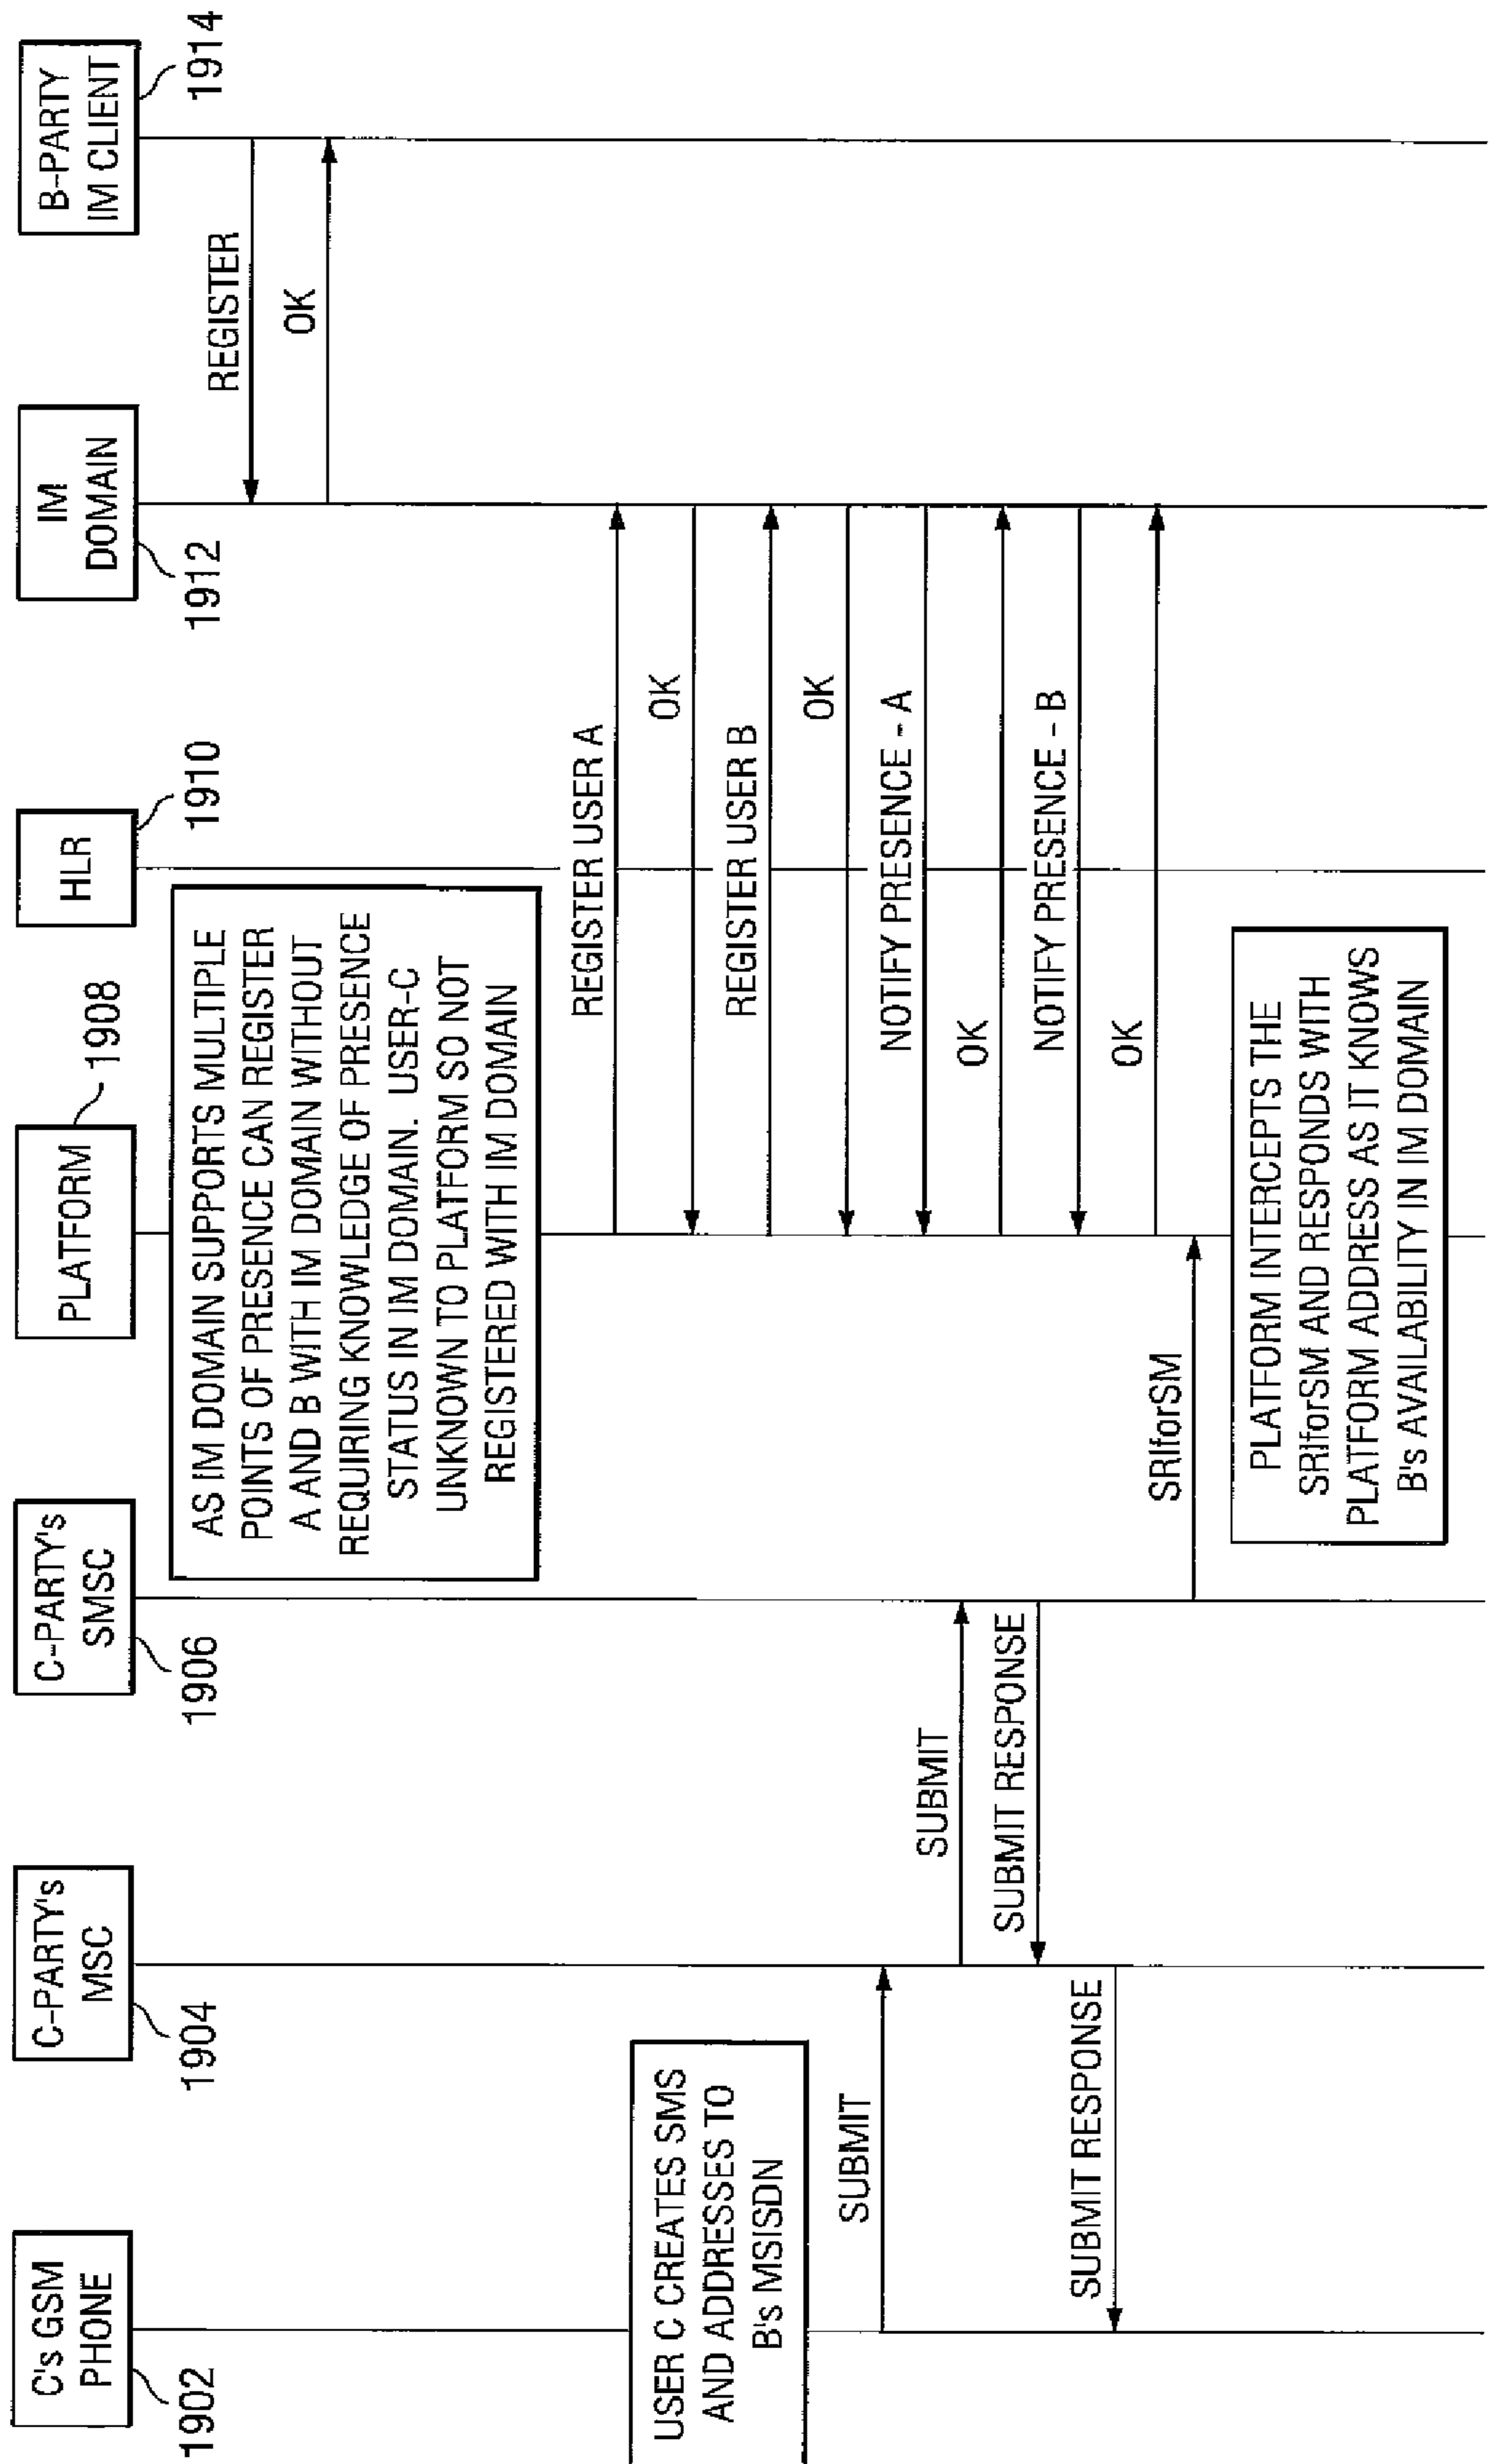 C's GSM
PHONE
1902
C-PARTY's
MSC
1904
C-PARTY's
SMSC
1906
PLATFORM
1908
HLR
1910
IM
DOMAIN
1912
B-PARTY
IM CLIENT
1914
REGISTER
OK
AS IM DOMAIN SUPPORTS MULTIPLE
POINTS OF PRESENCE CAN REGISTER
A AND B WITH IM DOMAIN WITHOUT
REQUIRING KNOWLEDGE OF PRESENCE
STATUS IN IM DOMAIN. USER-C
UNKNOWN TO PLATFORM SO NOT
REGISTERED WITH IM DOMAIN
REGISTER USER A
OK
REGISTER USER B
OK
NOTIFY PRESENCE - A
OK
NOTIFY PRESENCE - B
OK
USER C CREATES SMS
AND ADDRESSES TO
B's MSISDN
SUBMIT
SUBMIT
SUBMIT RESPONSE
SUBMIT RESPONSE
SRIforSM
PLATFORM INTERCEPTS THE
SRIforSM AND RESPONDS WITH
PLATFORM ADDRESS AS IT KNOWS
B's AVAILABILITY IN IM DOMAIN